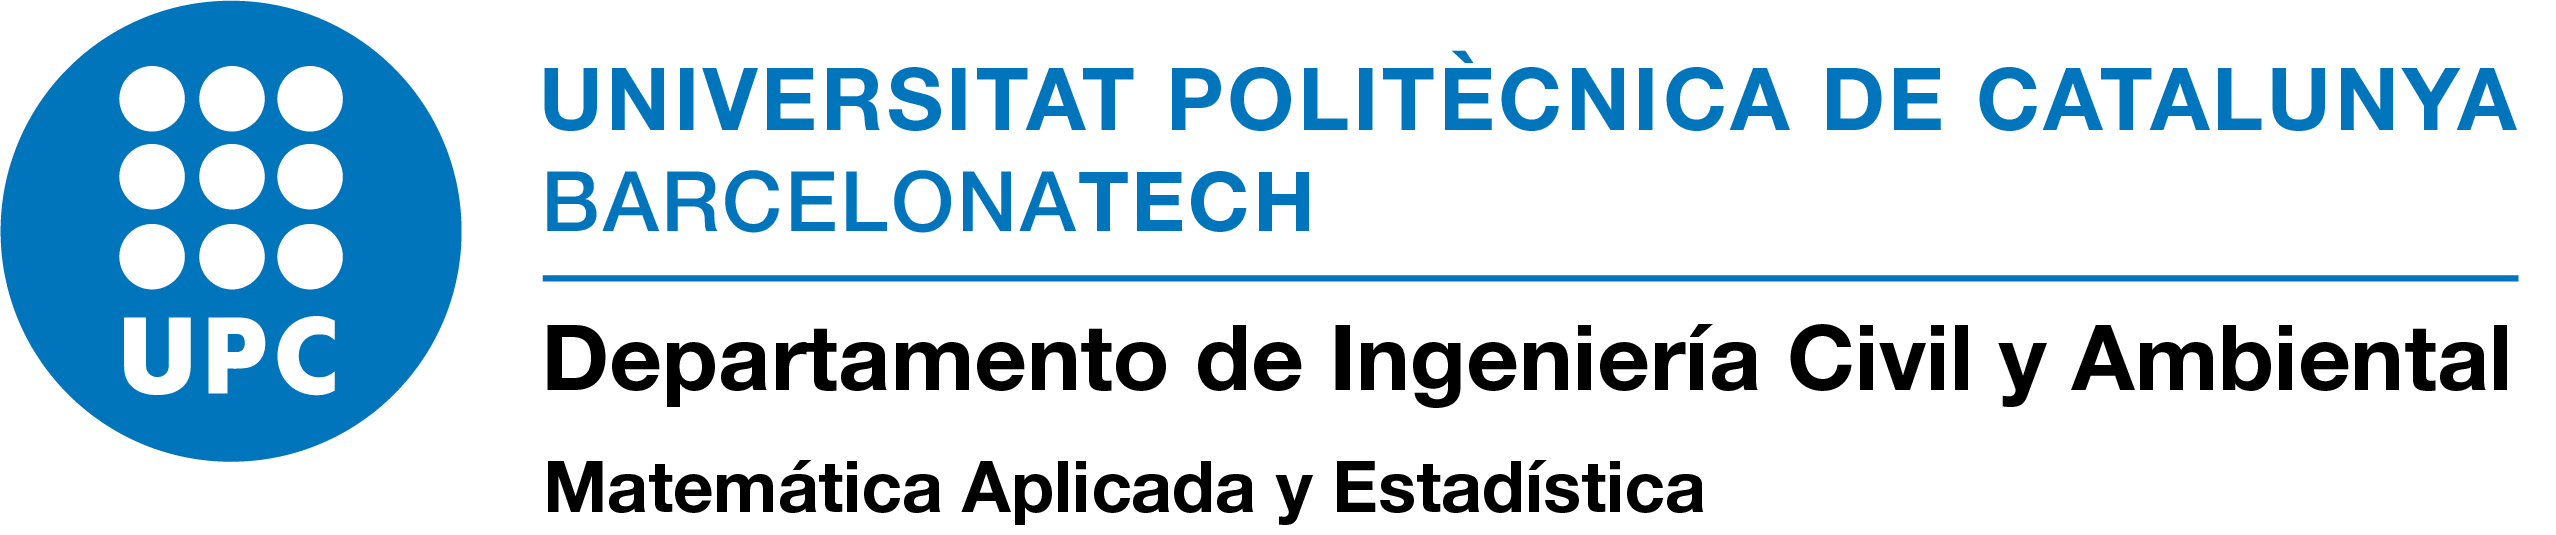 UPC
UNIVERSITAT POLITÈCNICA DE CATALUNYA
BARCELONATECH
Departamento de Ingeniería Civil y Ambiental
Matemática Aplicada y Estadística